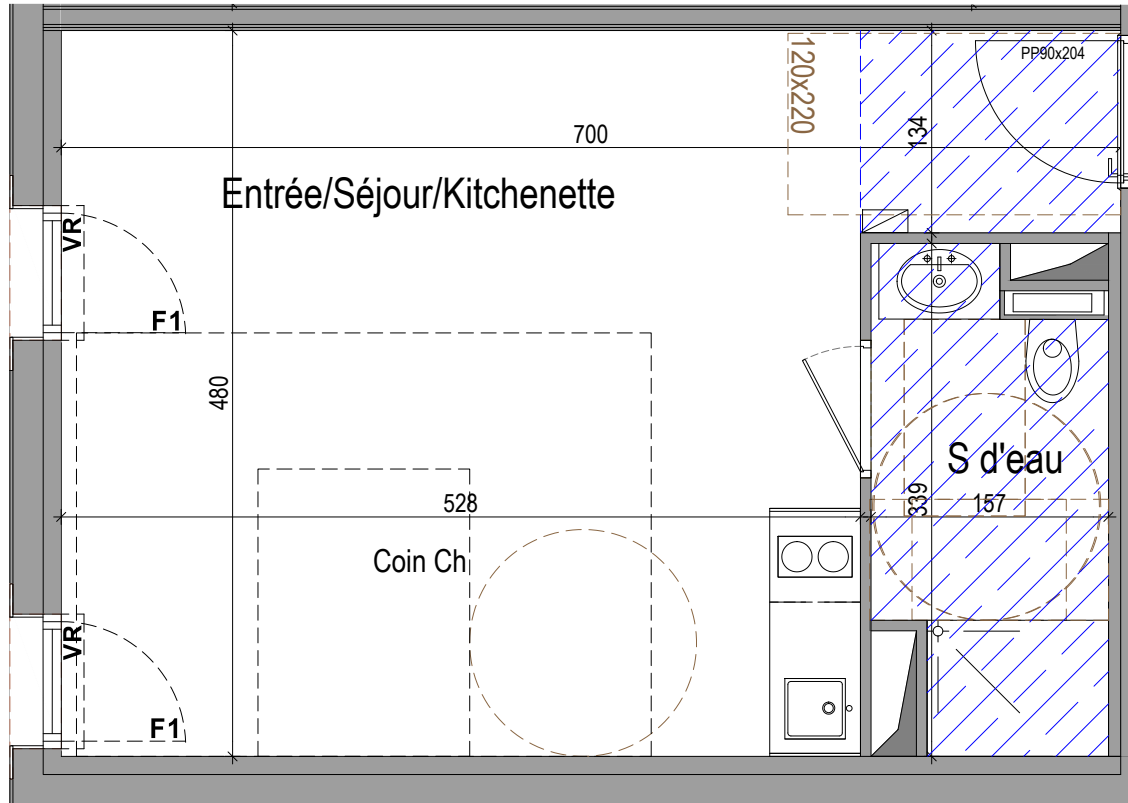 120x220
PP90x204
700
134
Entrée/Séjour/Kitchenette
VR
F1
480
S d'eau
528
339
157
Coin Ch
VR
F1